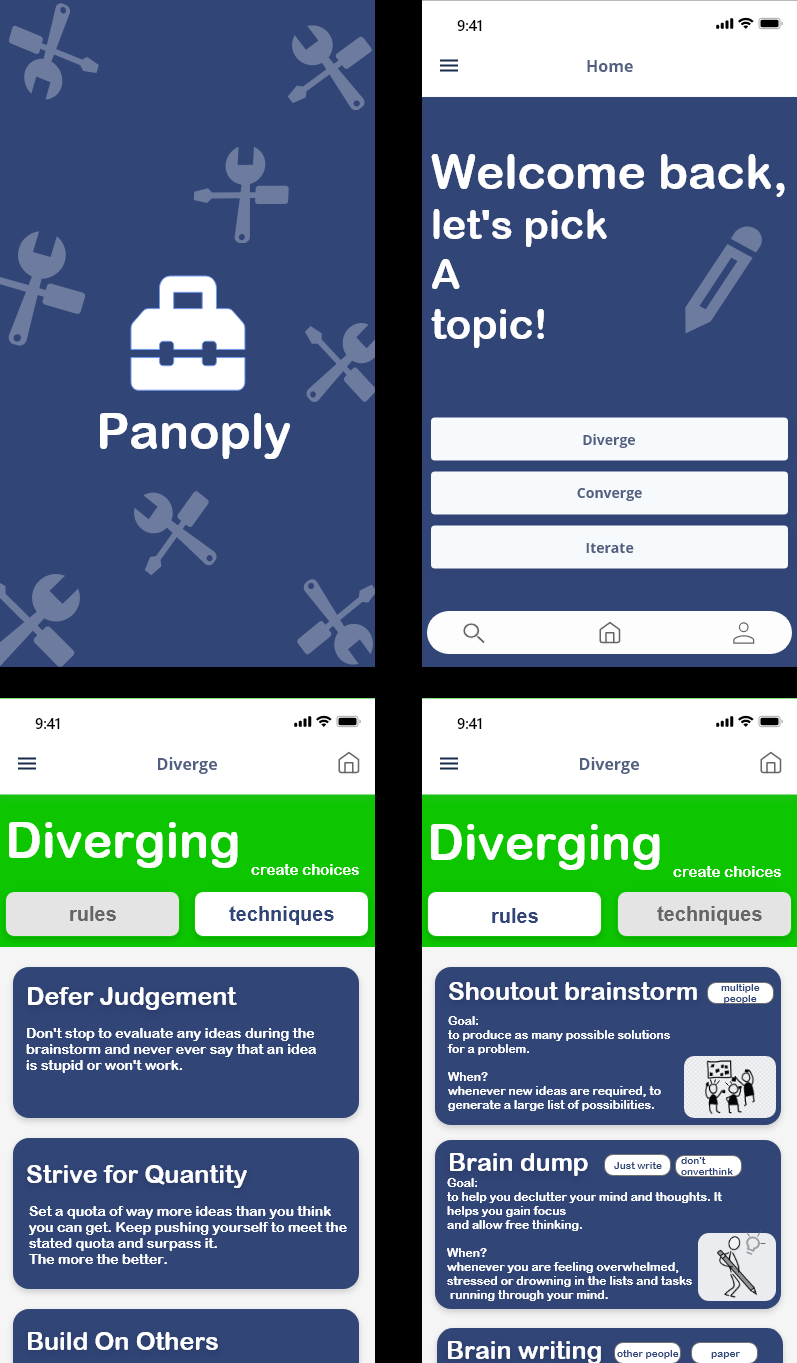 Panoply
9:41
Home
Welcome back,
let's pick
A
topic!
Diverge
Converge
Iterate
9:41
Diverge
Diverging
create choices
rules
techniques
Defer Judgement
Don't stop to evaluate any ideas during the
brainstorm and never ever say that an idea
is stupid or won't work.
Strive for Quantity
Set a quota of way more ideas than you think
you can get. Keep pushing yourself to meet the
stated quota and surpass it.
The more the better.
Build On Others
9:41
Diverge
Diverging
create choices
rules
techniques
Shoutout brainstorm
multiple
people
Goal:
to produce as many possible solutions
for a problem.
When?
whenever new ideas are required, to
generate a large list of possibilities.
Brain dump
Just write
don't
onverthink
Goal:
to help you declutter your mind and thoughts. It
helps you gain focus
and allow free thinking.
When?
whenever you are feeling overwhelmed,
stressed or drowning in the lists and tasks
running through your mind.
Brain writing
other people
paper